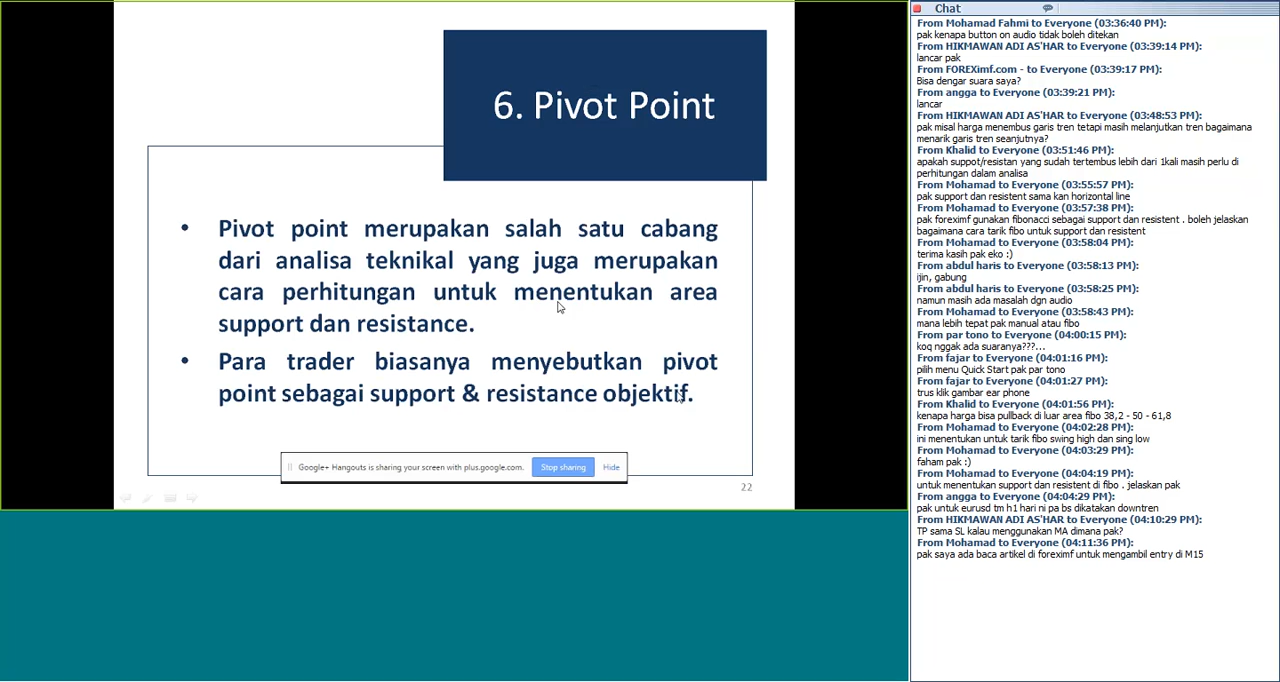 6. Pivot Point
• Pivot point merupakan salah satu cabang
dari analisa teknikal yang juga merupakan
cara perhitungan untuk menentukan area
support dan resistance.
• Para trader biasanya menyebutkan pivot
point sebagai support & resistance objektif.
Google+ Hangouts is sharing your screen with plus.google.com. Stop sharing Hide
22
Chat
From Mohamad Fahmi to Everyone (03:36:40 PM):
pak kenapa button on audio tidak boleh ditekan
From HIKMAWAN ADI AS'HAR to Everyone (03:39:14 PM):
lancar pak
From FOREXimf.com - to Everyone (03:39:17 PM):
Bisa dengar suara saya?
From angga to Everyone (03:39:21 PM):
lancar
From HIKMAWAN ADI AS'HAR to Everyone (03:48:53 PM):
pak misal harga menembus garis tren tetapi masih melanjutkan tren bagaimana
menarik garis tren seanjutnya?
From Khalid to Everyone (03:51:46 PM):
apakah suppot/resistan yang sudah tertembus lebih dari 1kali masih perlu di
perhitungan dalam analisa
From Mohamad to Everyone (03:55:57 PM):
pak support dan resistent sama kan horizontal line
From Mohamad to Everyone (03:57:38 PM):
pak foreximf gunakan fibonacci sebagai support dan resistent . boleh jelaskan
bagaimana cara tarik fibo untuk support dan resistent
From Mohamad to Everyone (03:58:04 PM):
terima kasih pak eko :)
From abdul haris to Everyone (03:58:13 PM):
ijin, gabung
From abdul haris to Everyone (03:58:25 PM):
namun masih ada masalah dgn audio
From Mohamad to Everyone (03:58:43 PM):
mana lebih tepat pak manual atau fibo
From par tono to Everyone (04:00:15 PM):
koq nggak ada suaranya???...
From fajar to Everyone (04:01:16 PM):
pilih menu Quick Start pak par tono
From fajar to Everyone (04:01:27 PM):
trus klik gambar ear phone
From Khalid to Everyone (04:01:56 PM):
kenapa harga bisa pullback di luar area fibo 38,2 - 50 - 61,8
From Mohamad to Everyone (04:02:28 PM):
ini menentukan untuk tarik fibo swing high dan sing low
From Mohamad to Everyone (04:03:29 PM):
faham pak :)
From Mohamad to Everyone (04:04:19 PM):
untuk menentukan support dan resistent di fibo . jelaskan pak
From angga to Everyone (04:04:29 PM):
pak untuk eurusd tm h1 hari ni pa bs dikatakan downtren
From HIKMAWAN ADI AS'HAR to Everyone (04:10:29 PM):
TP sama SL kalau menggunakan MA dimana pak?
From Mohamad to Everyone (04:11:36 PM):
pak saya ada baca artikel di foreximf untuk mengambil entry di M15